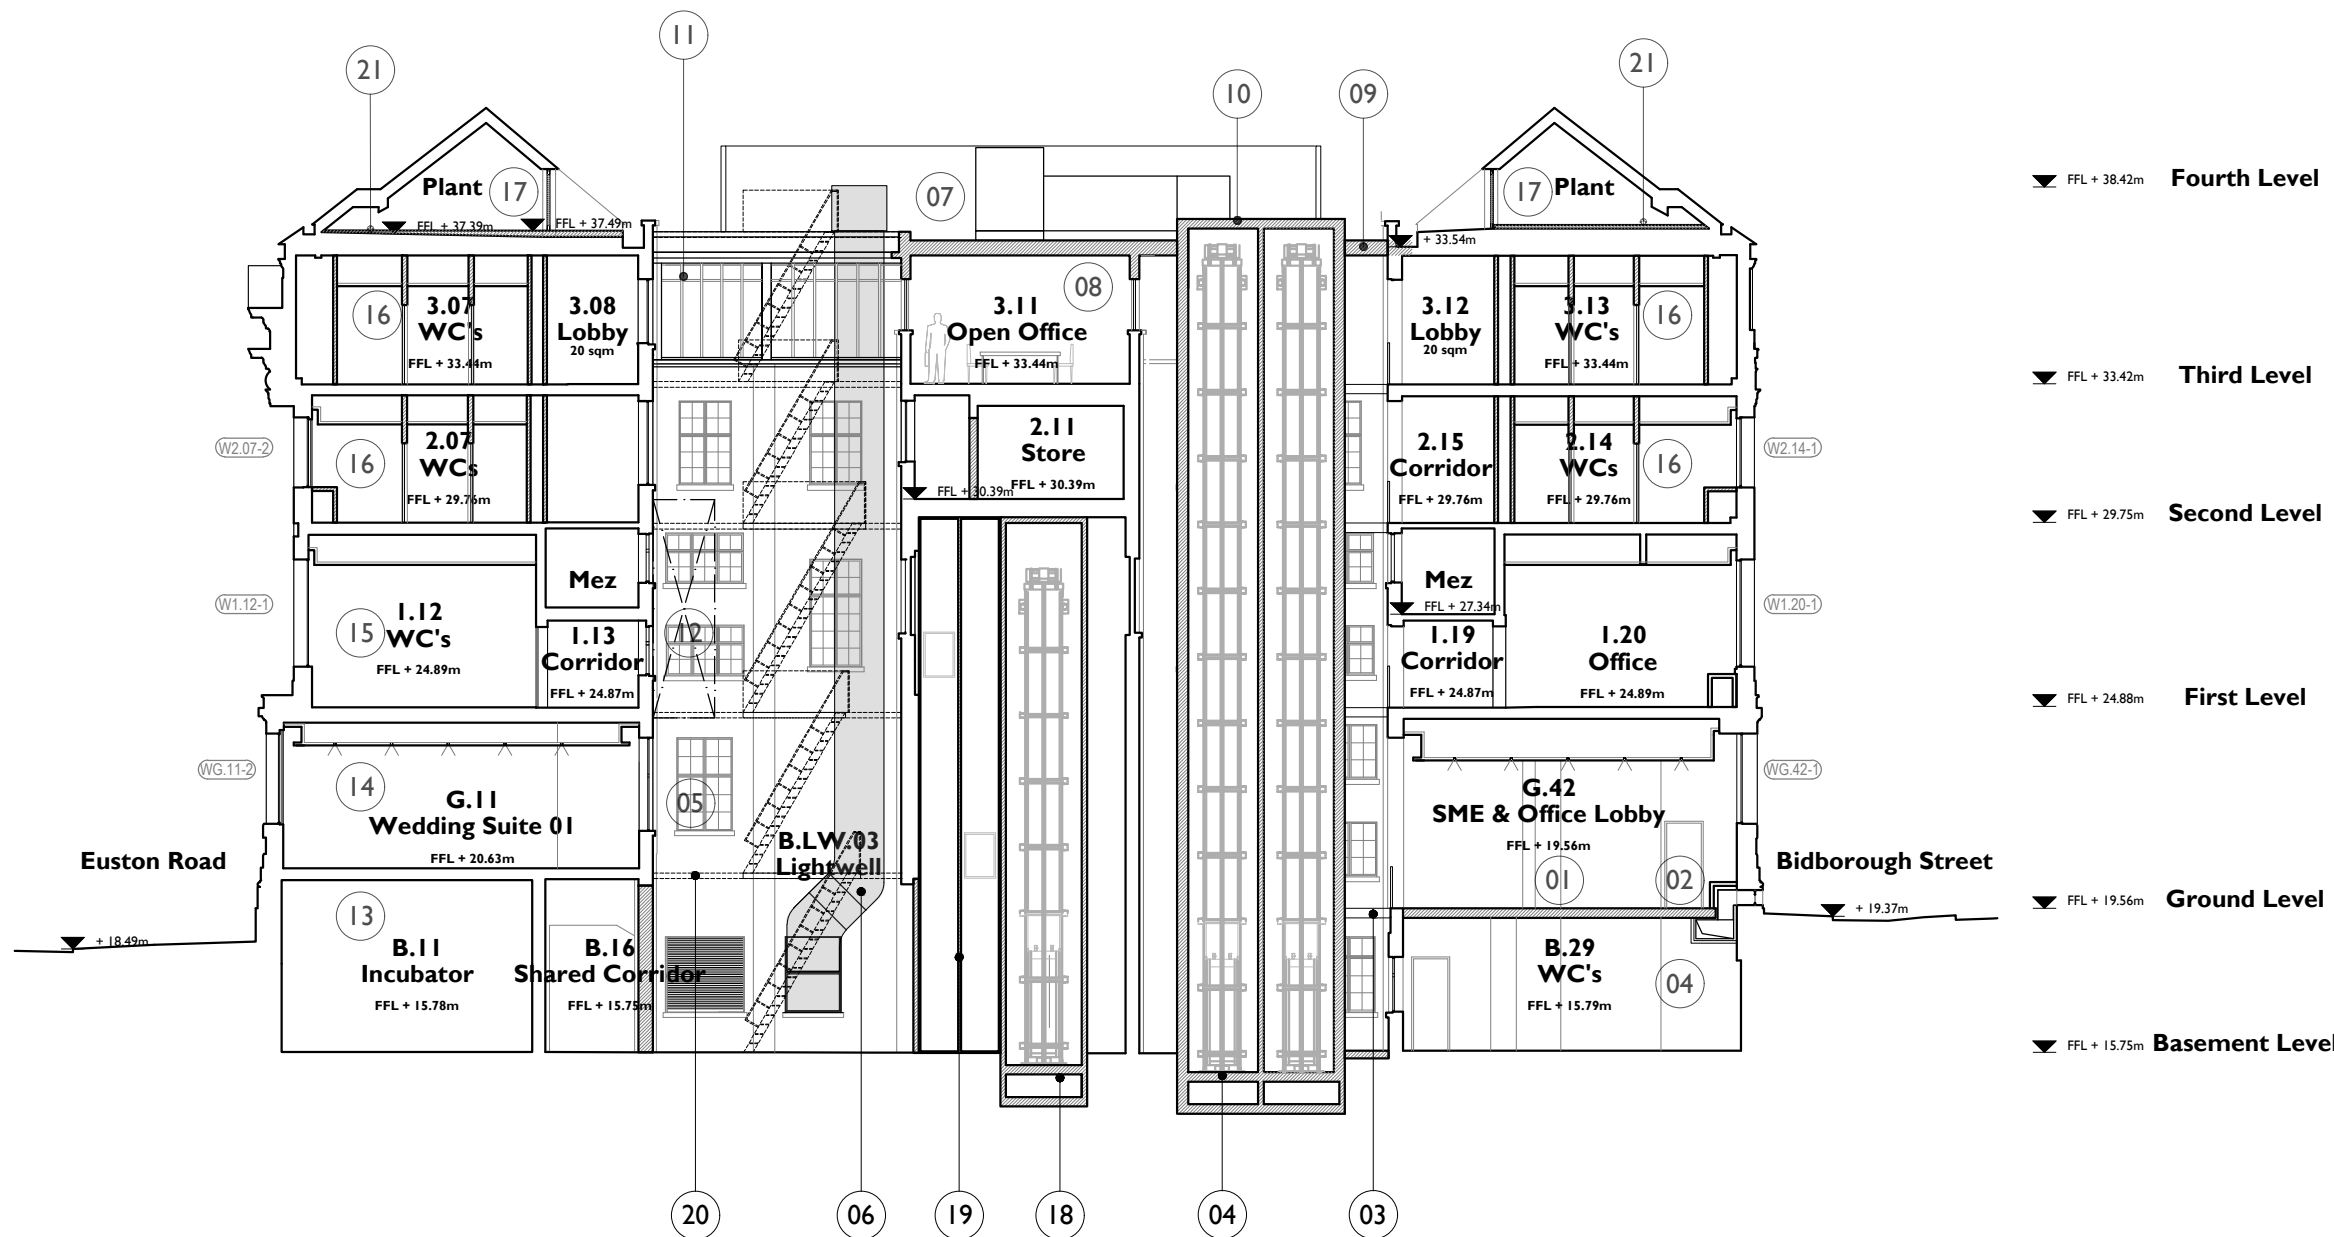 11
21
21
10
09
07
Plant
17
17
Plant
FFL + 38.42m
Fourth Level
FFL + 37.39m
FFL + 37.49m
+ 33.54m
16
3.07
WC's
FFL + 33.44m
3.08
Lobby
20 sqm
3.11
Open Office
FFL + 33.44m
08
3.12
Lobby
20 sqm
3.13
WC's
FFL + 33.44m
16
FFL + 33.42m
Third Level
W2.07-2
16
2.07
WCs
FFL + 29.76m
2.11
Store
FFL + 30.39m
FFL + 30.39m
2.15
Corridor
FFL + 29.76m
2.14
WCs
FFL + 29.76m
16
W2.14-1
FFL + 29.75m
Second Level
Mez
Mez
FFL + 27.34m
W1.12-1
15
1.12
WC's
FFL + 24.89m
1.13
Corridor
FFL + 24.87m
12
1.19
Corridor
FFL + 24.87m
1.20
Office
FFL + 24.89m
W1.20-1
FFL + 24.88m
First Level
WG.11-2
14
G.11
Wedding Suite 01
FFL + 20.63m
05
B.LW.03
Lightwell
G.42
SME & Office Lobby
FFL + 19.56m
01
02
WG.42-1
Euston Road
Bidborough Street
FFL + 19.56m
Ground Level
+ 18.49m
+ 19.37m
13
B.11
Incubator
FFL + 15.78m
B.16
Shared Corridor
FFL + 15.75m
B.29
WC's
FFL + 15.79m
04
FFL + 15.75m
Basement Level
20
06
19
18
04
03